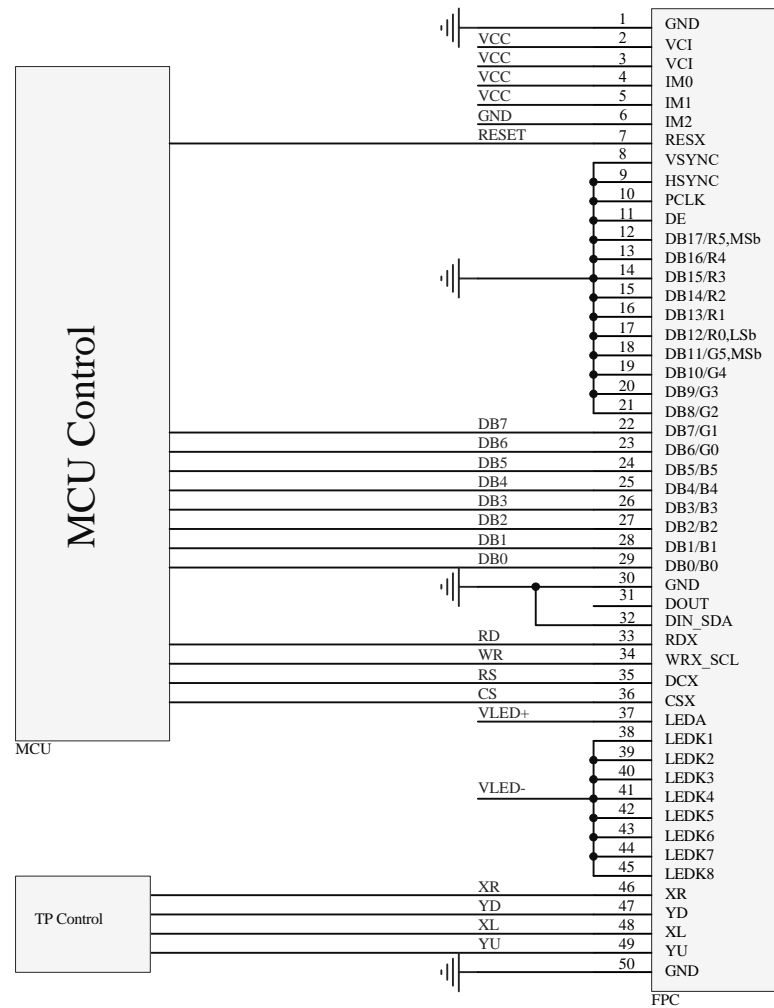 1 GND
VCC 2 VCI
VCC 3 VCI
VCC 4 IM0
VCC 5 IM1
GND 6 IM2
RESET 7 RESX
8 VSYNC
9 HSYNC
10 PCLK
11 DE
12 DB17/R5,MSb
13 DB16/R4
14 DB15/R3
15 DB14/R2
16 DB13/R1
17 DB12/R0,LSb
18 DB11/G5,MSb
19 DB10/G4
20 DB9/G3
21 DB8/G2
MCU Control
DB7 22 DB7/G1
DB6 23 DB6/G0
DB5 24 DB5/B5
DB4 25 DB4/B4
DB3 26 DB3/B3
DB2 27 DB2/B2
DB1 28 DB1/B1
DB0 29 DB0/B0
30 GND
31 DOUT
32 DIN_SDA
RD 33 RDX
WR 34 WRX_SCL
RS 35 DCX
CS 36 CSX
VLED+ 37 LEDA
MCU
38 LEDK1
39 LEDK2
40 LEDK3
VLED- 41 LEDK4
42 LEDK5
43 LEDK6
44 LEDK7
45 LEDK8
XR 46 XR
TP Control
YD 47 YD
XL 48 XL
YU 49 YU
50 GND
FPC